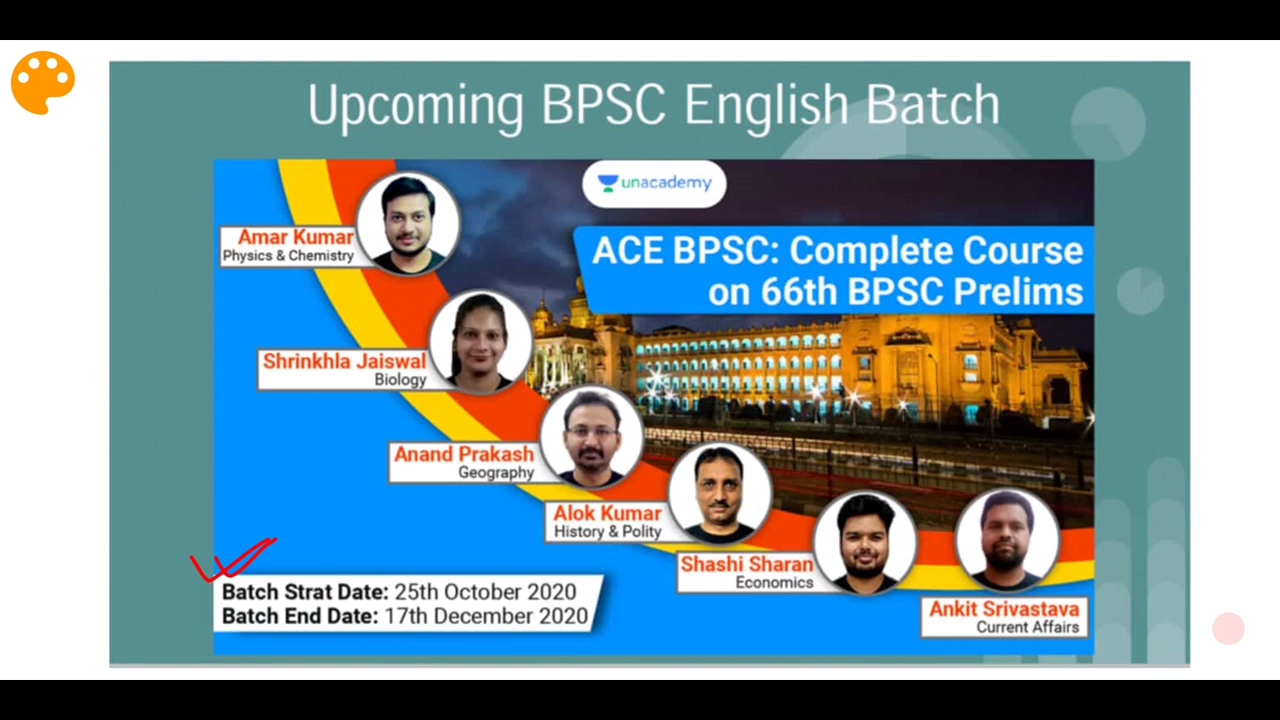 Upcoming BPSC English Batch
unacademy
ACE BPSC: Complete Course
on 66th BPSC Prelims
Amar Kumar
Physics & Chemistry
Shrinkhla Jaiswal
Biology
Anand Prakash
Geography
Alok Kumar
History & Polity
Shashi Sharan
Economics
Ankit Srivastava
Current Affairs
Batch Strat Date: 25th October 2020
Batch End Date: 17th December 2020